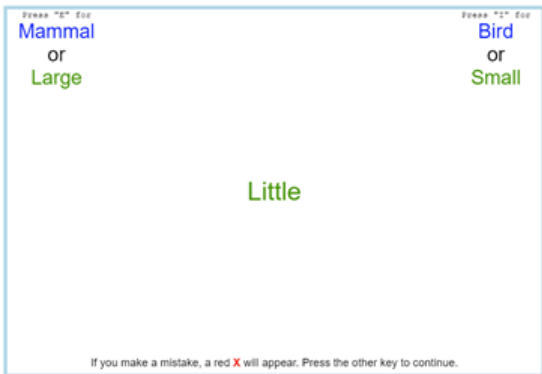 Press "E" for
Mammal
or
Large
Press "I" for
Bird
or
Small
Little
If you make a mistake, a red X will appear. Press the other key to continue.